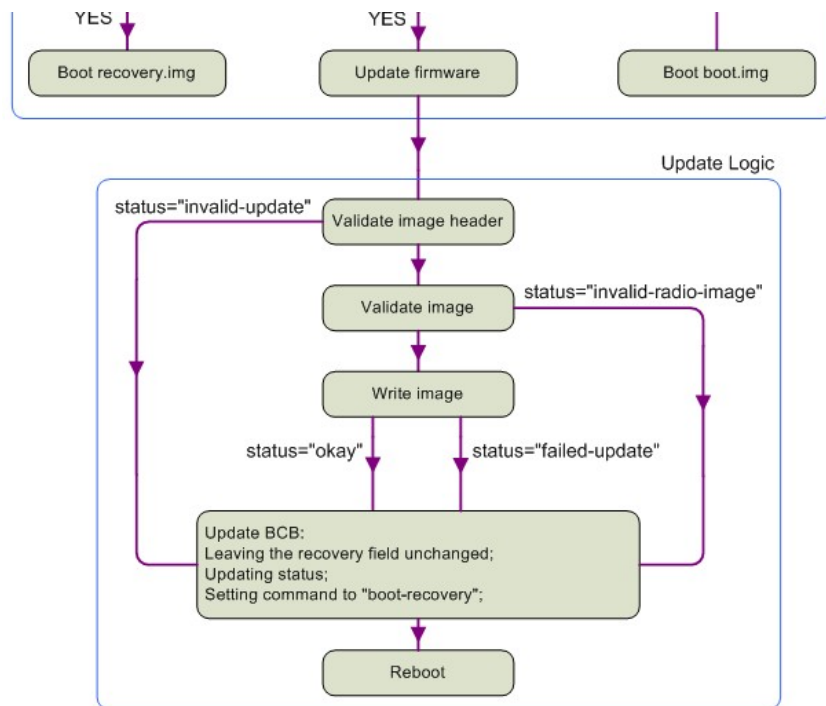 YES
YES
Boot recovery.img
Update firmware
Boot boot.img
Update Logic
status="invalid-update"
Validate image header
Validate image
status="invalid-radio-image"
Write image
status="okay"
status="failed-update"
Update BCB:
Leaving the recovery field unchanged;
Updating status;
Setting command to "boot-recovery";
Reboot